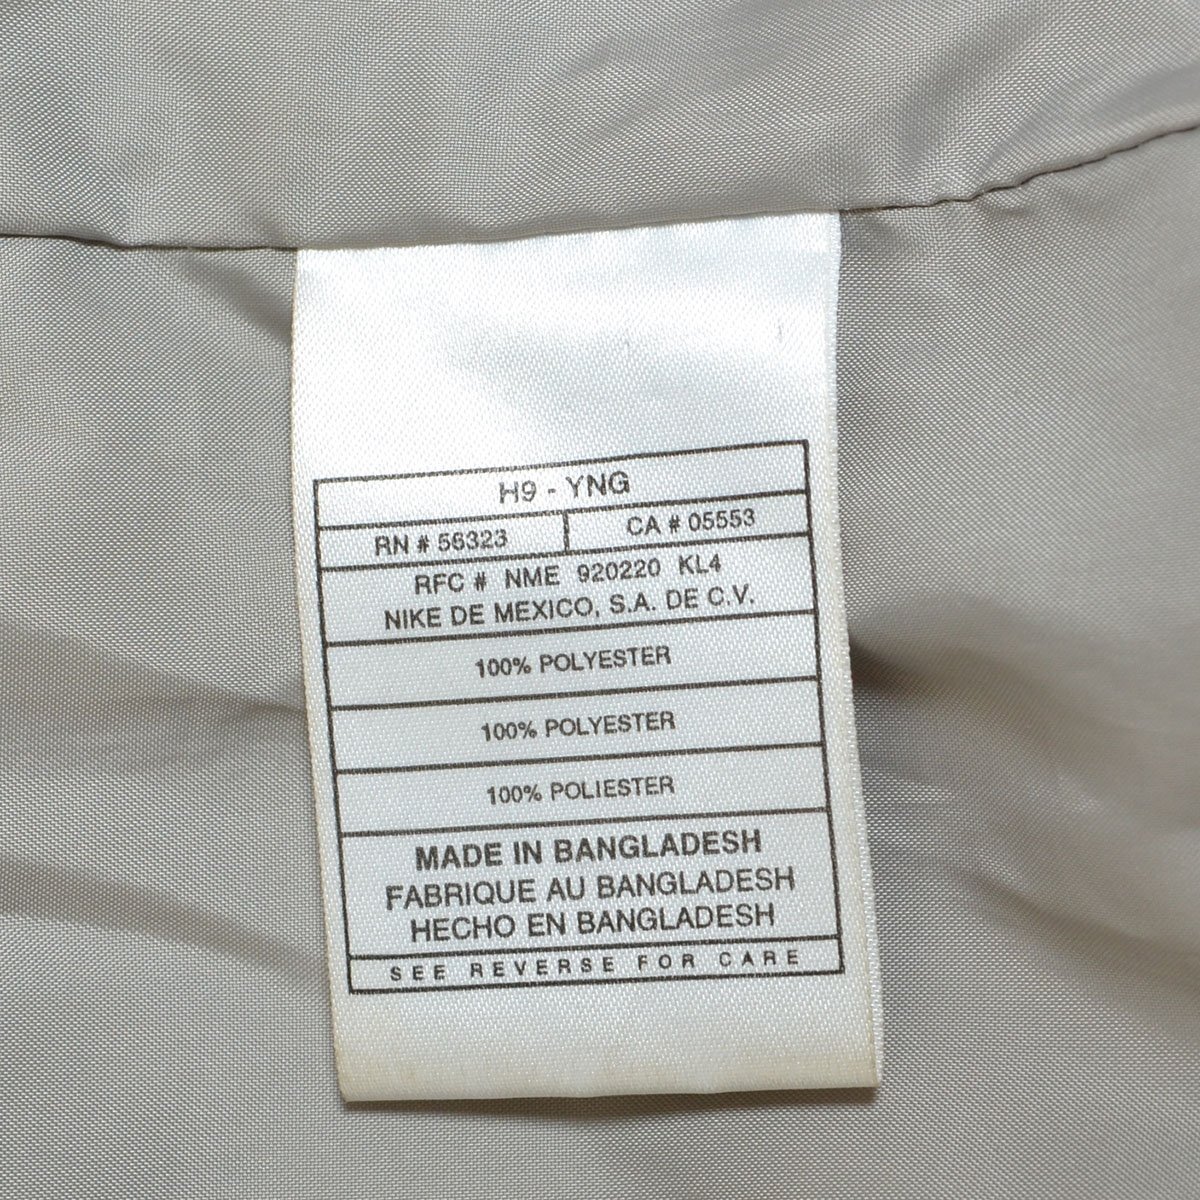 H9 - YNG
RN # 56323 CA # 05553
RFC # NME 920220 KL4
NIKE DE MEXICO, S.A. DE C.V.
100% POLYESTER
100% POLYESTER
100% POLIESTER
MADE IN BANGLADESH
FABRIQUE AU BANGLADESH
HECHO EN BANGLADESH
SEE REVERSE FOR CARE